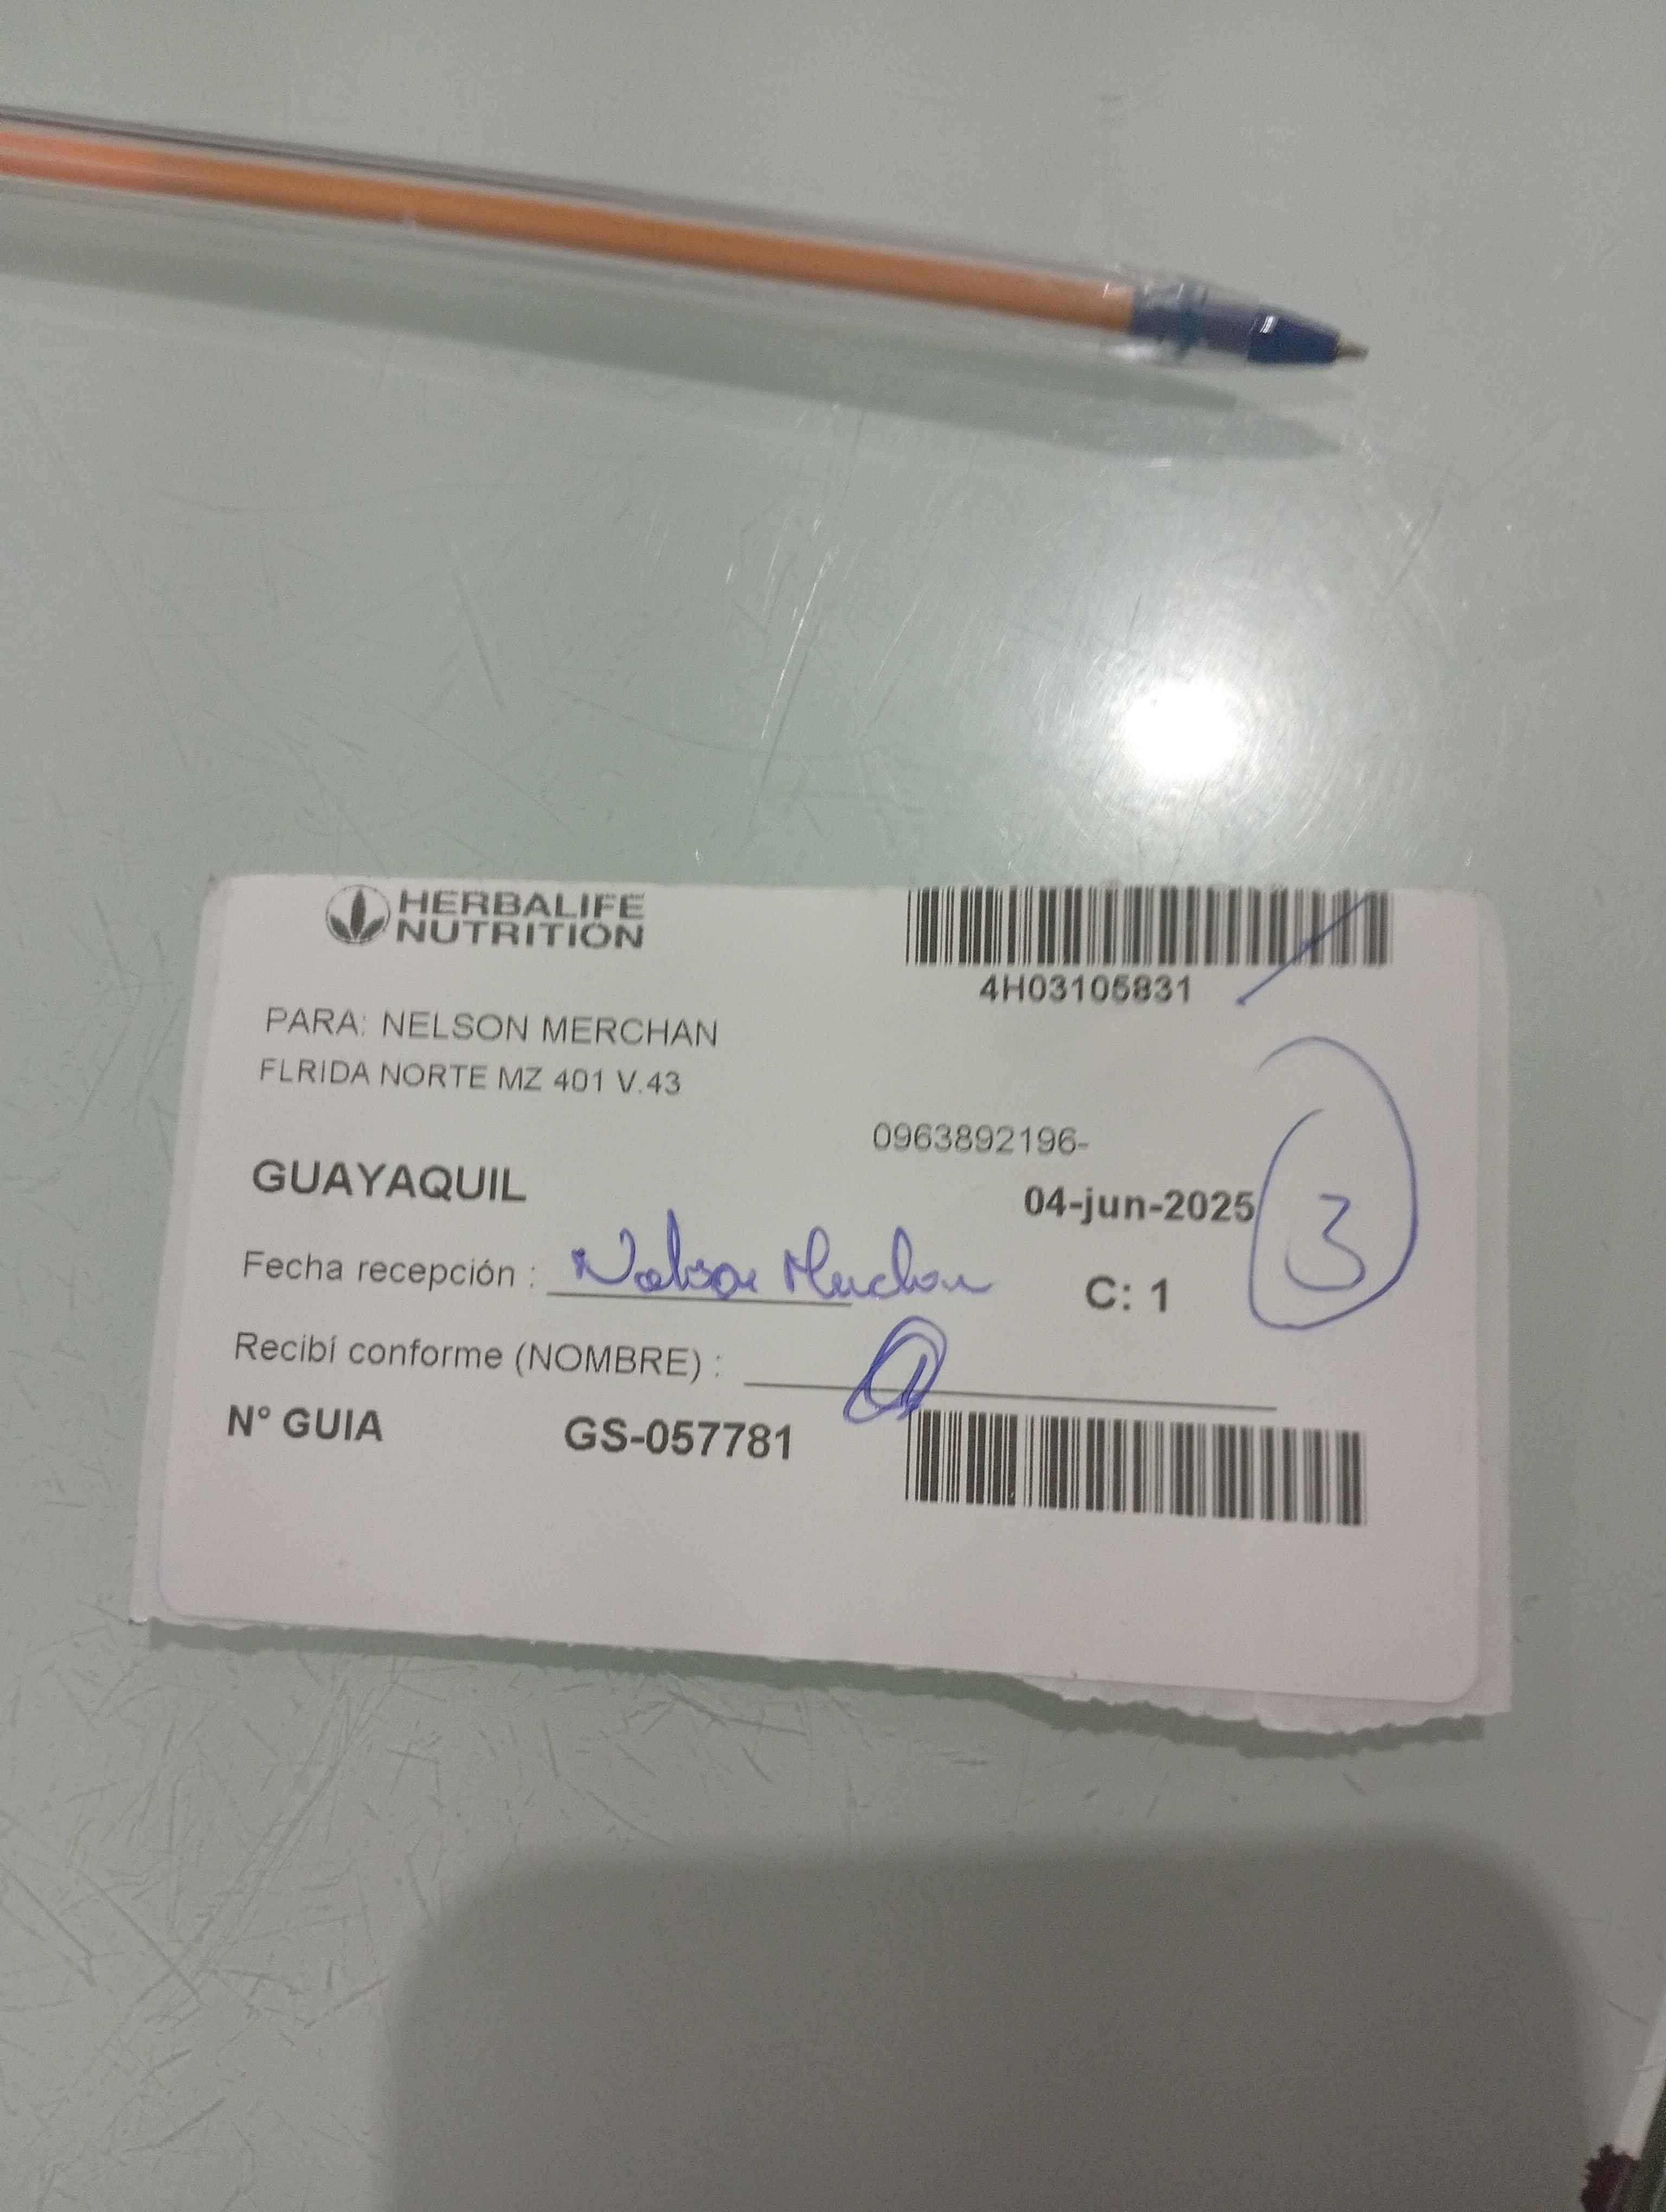 HERBALIFE
NUTRITION
4H03105831
PARA: NELSON MERCHAN
FLRIDA NORTE MZ 401 V.43
0963892196-
GUAYAQUIL
04-jun-2025
3
Fecha recepción : Nelson Merchan
C: 1
Recibí conforme (NOMBRE) :
N° GUIA GS-057781